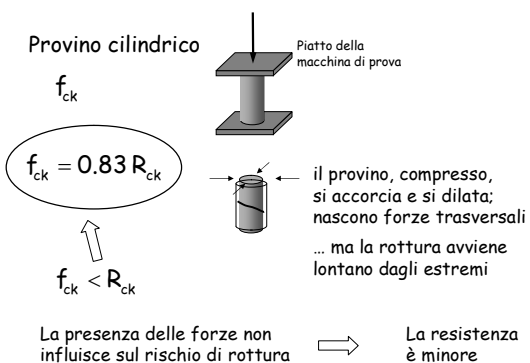 Provino cilindrico
f_ck
Piatto della
macchina di prova
f_ck = 0.83 R_ck
il provino, compresso,
si accorcia e si dilata;
nascono forze trasversali
... ma la rottura avviene
lontano dagli estremi
f_ck < R_ck
La presenza delle forze non
influisce sul rischio di rottura
La resistenza
è minore